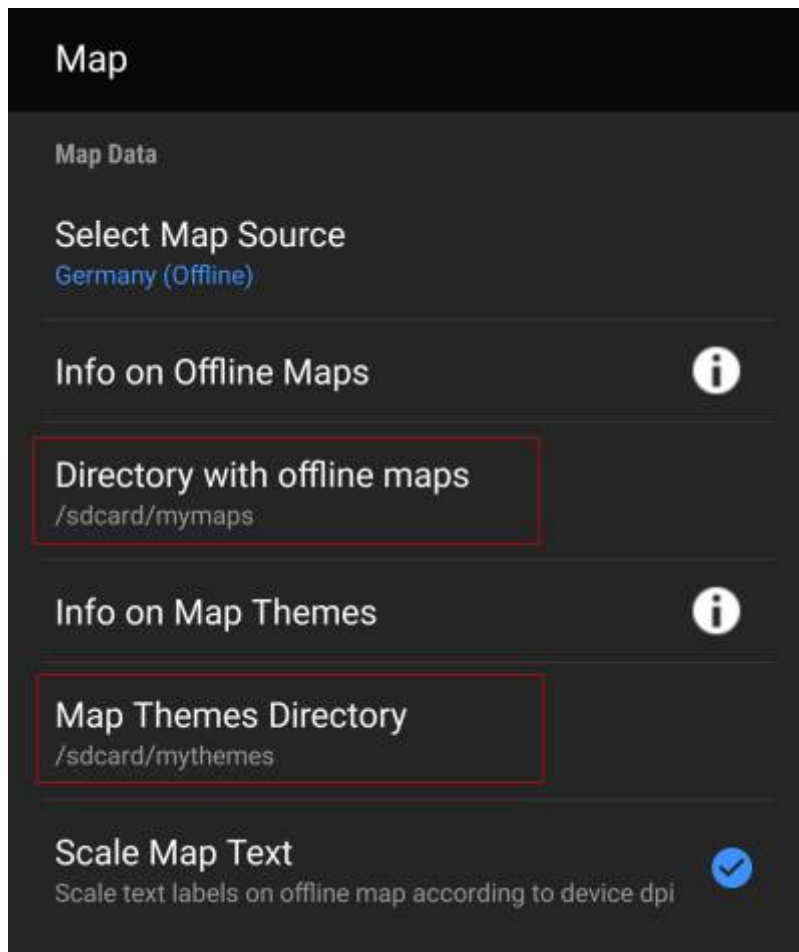 Map
Map Data
Select Map Source
Germany (Offline)
Info on Offline Maps
Directory with offline maps
/sdcard/mymaps
Info on Map Themes
Map Themes Directory
/sdcard/mythemes
Scale Map Text
Scale text labels on offline map according to device dpi